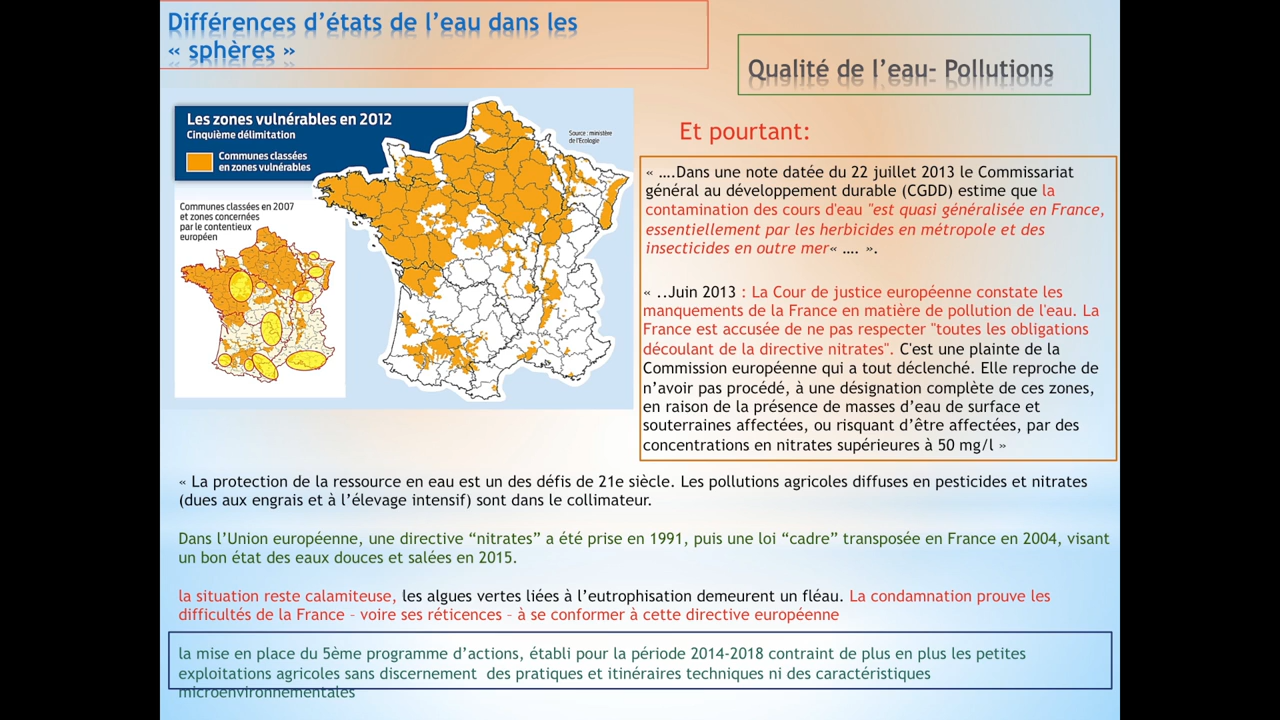 Différences d’états de l’eau dans les
« sphères »
Qualité de l’eau- Pollutions
Les zones vulnérables en 2012
Cinquième délimitation
Communes classées
en zones vulnérables
Source : ministère
de l'Ecologie
Communes classées en 2007
et zones concernées
par le contentieux
européen
Et pourtant:
« ….Dans une note datée du 22 juillet 2013 le Commissariat
général au développement durable (CGDD) estime que la
contamination des cours d'eau "est quasi généralisée en France,
essentiellement par les herbicides en métropole et des
insecticides en outre mer« …. ».
« ..Juin 2013 : La Cour de justice européenne constate les
manquements de la France en matière de pollution de l'eau. La
France est accusée de ne pas respecter "toutes les obligations
découlant de la directive nitrates". C'est une plainte de la
Commission européenne qui a tout déclenché. Elle reproche de
n’avoir pas procédé, à une désignation complète de ces zones,
en raison de la présence de masses d’eau de surface et
souterraines affectées, ou risquant d’être affectées, par des
concentrations en nitrates supérieures à 50 mg/l »
« La protection de la ressource en eau est un des défis de 21e siècle. Les pollutions agricoles diffuses en pesticides et nitrates
(dues aux engrais et à l’élevage intensif) sont dans le collimateur.
Dans l’Union européenne, une directive “nitrates” a été prise en 1991, puis une loi “cadre” transposée en France en 2004, visant
un bon état des eaux douces et salées en 2015.
la situation reste calamiteuse, les algues vertes liées à l’eutrophisation demeurent un fléau. La condamnation prouve les
difficultés de la France – voire ses réticences – à se conformer à cette directive européenne
la mise en place du 5ème programme d’actions, établi pour la période 2014-2018 contraint de plus en plus les petites
exploitations agricoles sans discernement  des pratiques et itinéraires techniques ni des caractéristiques
microenvironnementales